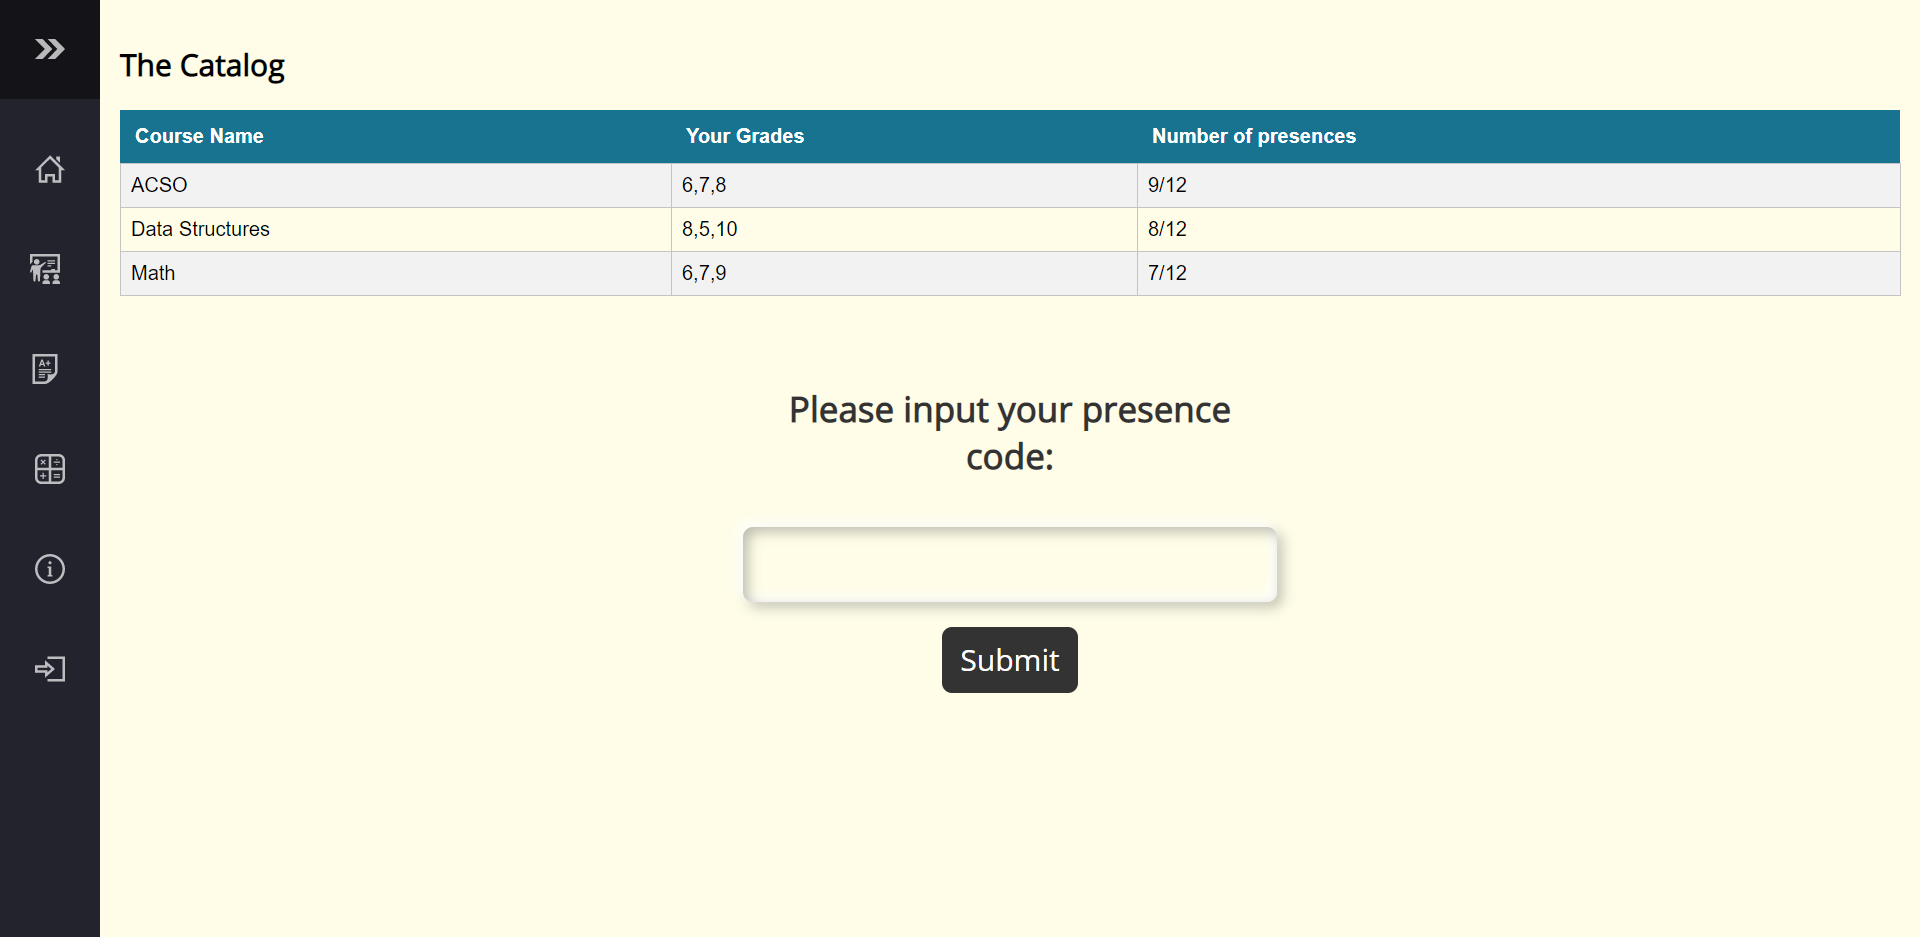 The Catalog
Course Name Your Grades Number of presences
ACSO 6,7,8 9/12
Data Structures 8,5,10 8/12
Math 6,7,9 7/12
Please input your presence
code:
Submit